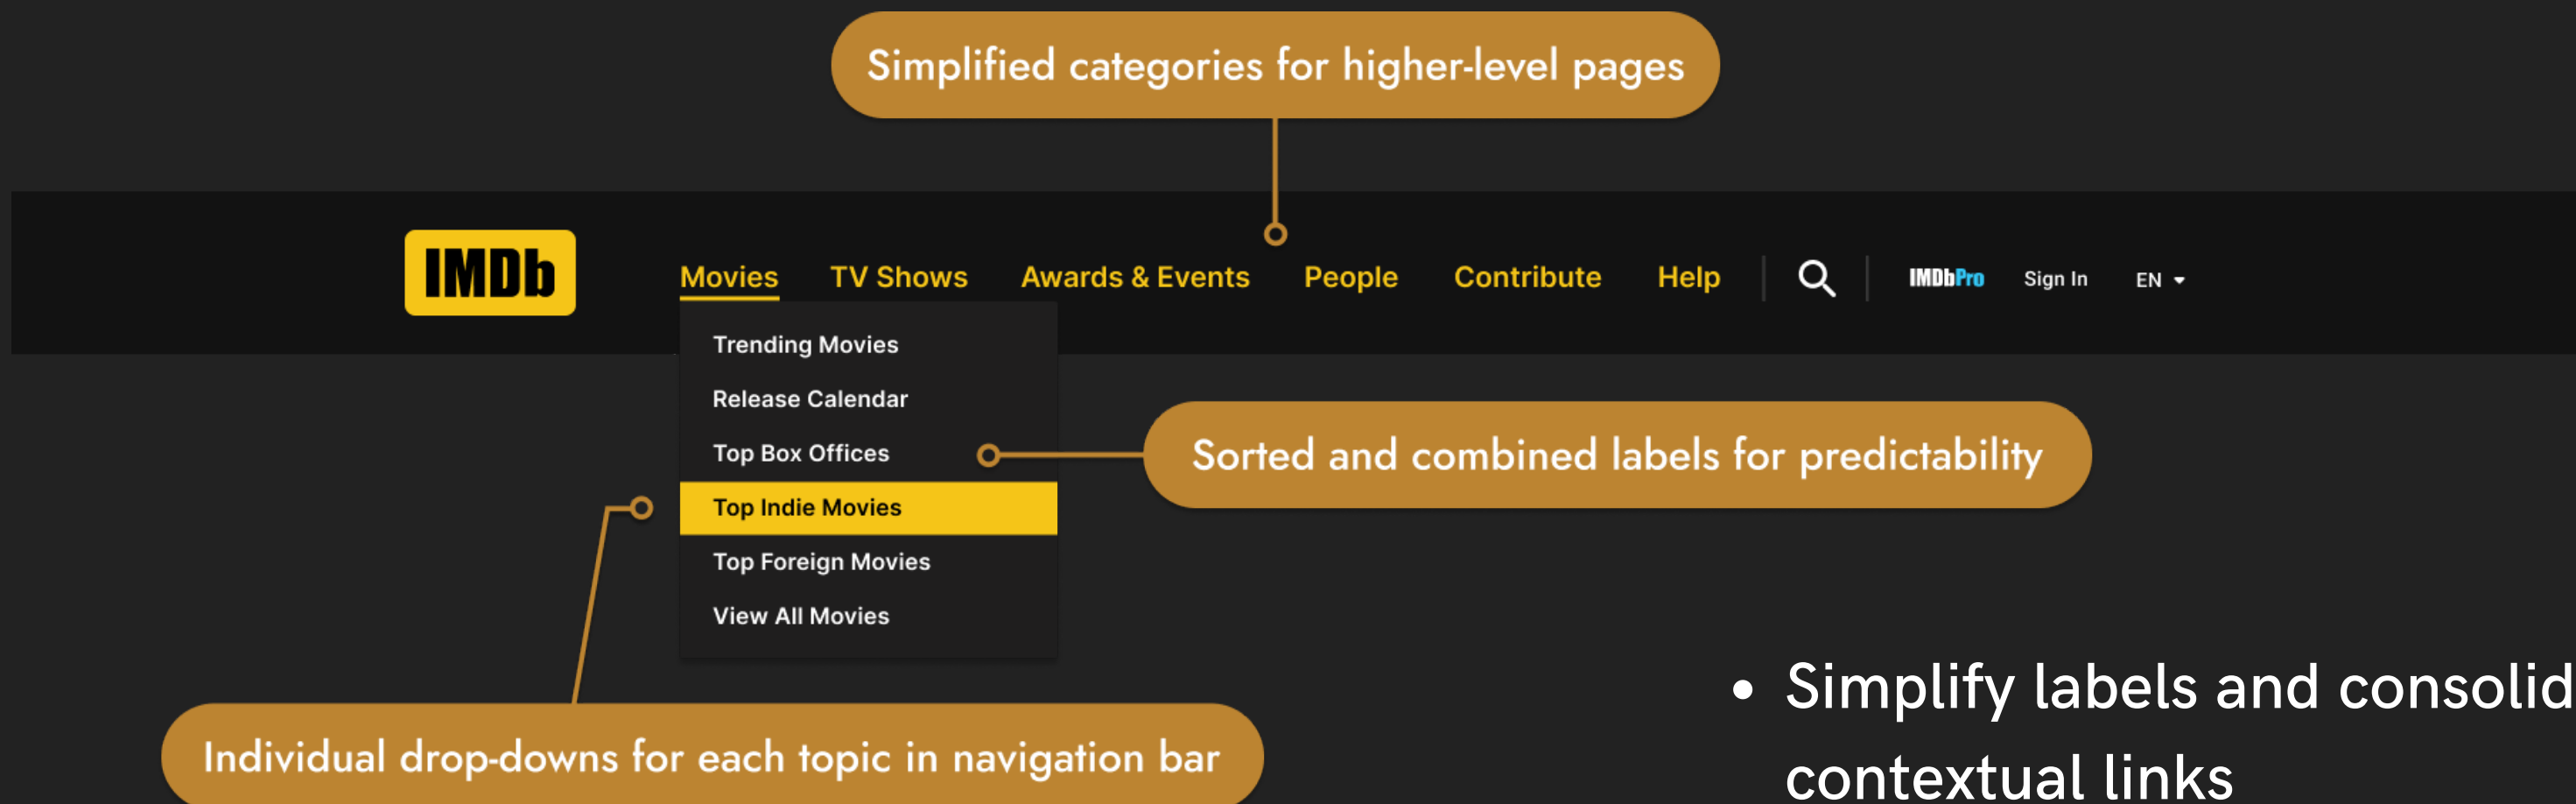 Simplified categories for higher-level pages
IMDb
Movies TV Shows Awards & Events People Contribute Help IMDbPro Sign In EN
Trending Movies
Release Calendar
Top Box Offices
Sorted and combined labels for predictability
Top Indie Movies
Top Foreign Movies
View All Movies
Individual drop-downs for each topic in navigation bar
• Simplify labels and consolid
contextual links